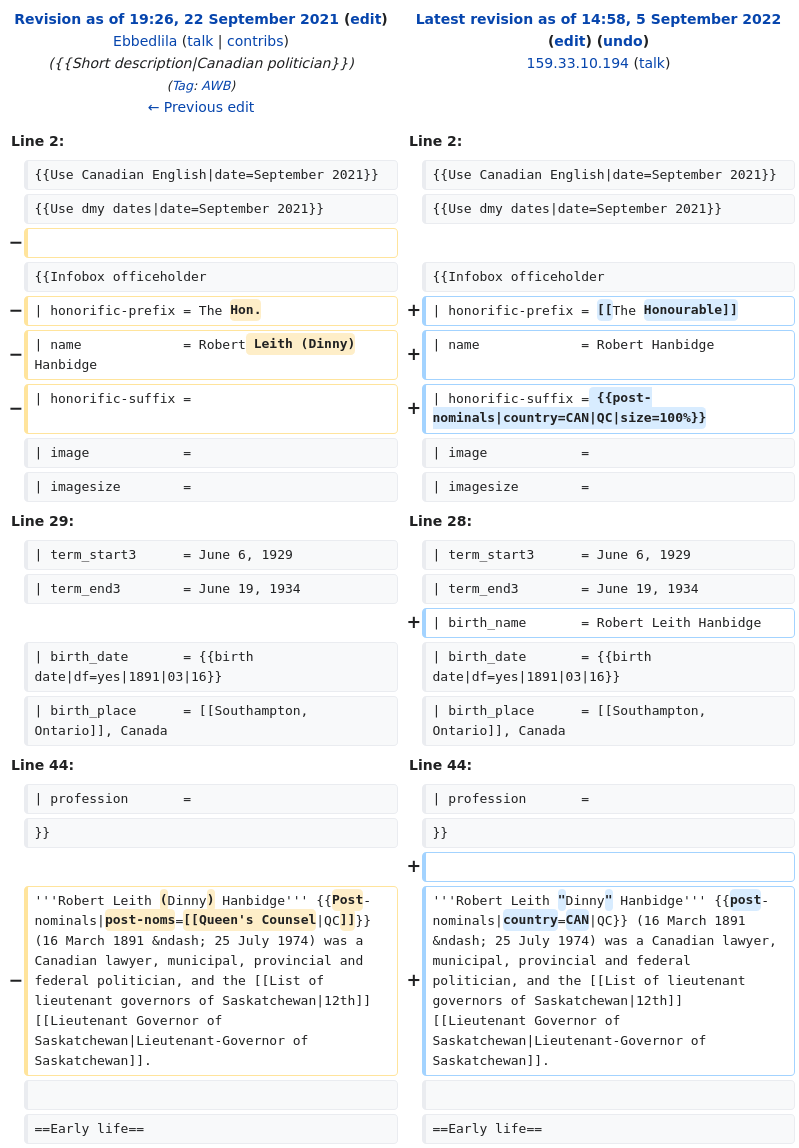 Revision as of 19:26, 22 September 2021 (edit)
Ebbedlila (talk | contribs)
({{Short description|Canadian politician}})
(Tag: AWB)
← Previous edit
Latest revision as of 14:58, 5 September 2022
(edit) (undo)
159.33.10.194 (talk)
Line 2:
Line 2:
{{Use Canadian English|date=September 2021}}
{{Use Canadian English|date=September 2021}}
{{Use dmy dates|date=September 2021}}
{{Use dmy dates|date=September 2021}}
−
{{Infobox officeholder
{{Infobox officeholder
− | honorific-prefix = The Hon.
+ | honorific-prefix = [[The Honourable]]
− | name             = Robert Leith (Dinny)
Hanbidge
+ | name             = Robert Hanbidge
− | honorific-suffix =
+ | honorific-suffix = {{post-
nominals|country=CAN|QC|size=100%}}
| image            =
| image            =
| imagesize        =
| imagesize        =
Line 29:
Line 28:
| term_start3      = June 6, 1929
| term_start3      = June 6, 1929
| term_end3        = June 19, 1934
| term_end3        = June 19, 1934
+ | birth_name       = Robert Leith Hanbidge
| birth_date       = {{birth
date|df=yes|1891|03|16}}
| birth_date       = {{birth
date|df=yes|1891|03|16}}
| birth_place      = [[Southampton,
Ontario]], Canada
| birth_place      = [[Southampton,
Ontario]], Canada
Line 44:
Line 44:
| profession       =
| profession       =
}}
}}
+
− '''Robert Leith (Dinny) Hanbidge''' {{Post-
nominals|post-noms=[[Queen's Counsel|QC]]}}
(16 March 1891 &ndash; 25 July 1974) was a
Canadian lawyer, municipal, provincial and
federal politician, and the [[List of
lieutenant governors of Saskatchewan|12th]]
[[Lieutenant Governor of
Saskatchewan|Lieutenant-Governor of
Saskatchewan]].
+ '''Robert Leith "Dinny" Hanbidge''' {{post-
nominals|country=CAN|QC}} (16 March 1891
&ndash; 25 July 1974) was a Canadian lawyer,
municipal, provincial and federal
politician, and the [[List of lieutenant
governors of Saskatchewan|12th]]
[[Lieutenant Governor of
Saskatchewan|Lieutenant-Governor of
Saskatchewan]].
==Early life==
==Early life==